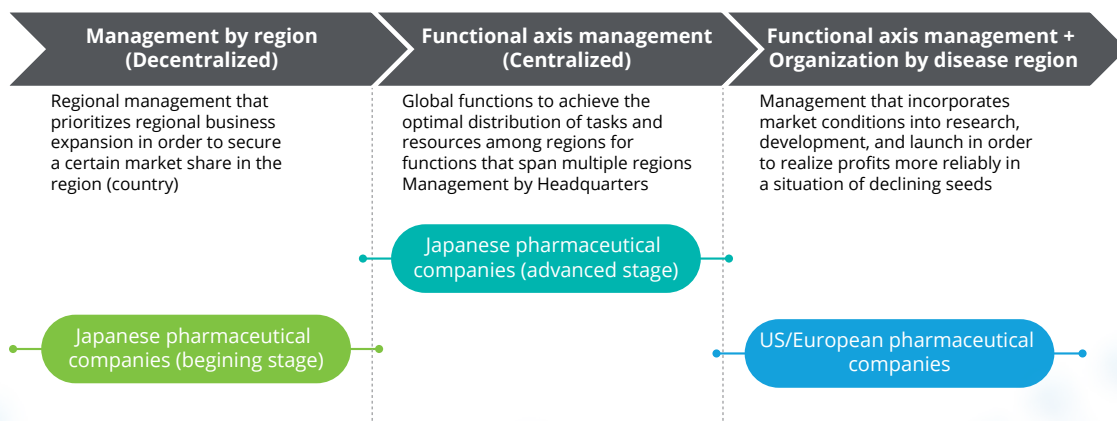 Management by region
(Decentralized)
Functional axis management
(Centralized)
Functional axis management +
Organization by disease region
Regional management that
prioritizes regional business
expansion in order to secure
a certain market share in the
region (country)
Global functions to achieve the
optimal distribution of tasks and
resources among regions for
functions that span multiple regions
Management by Headquarters
Management that incorporates
market conditions into research,
development, and launch in order
to realize profits more reliably in
a situation of declining seeds
Japanese pharmaceutical
companies (advanced stage)
Japanese pharmaceutical
companies (begining stage)
US/European pharmaceutical
companies